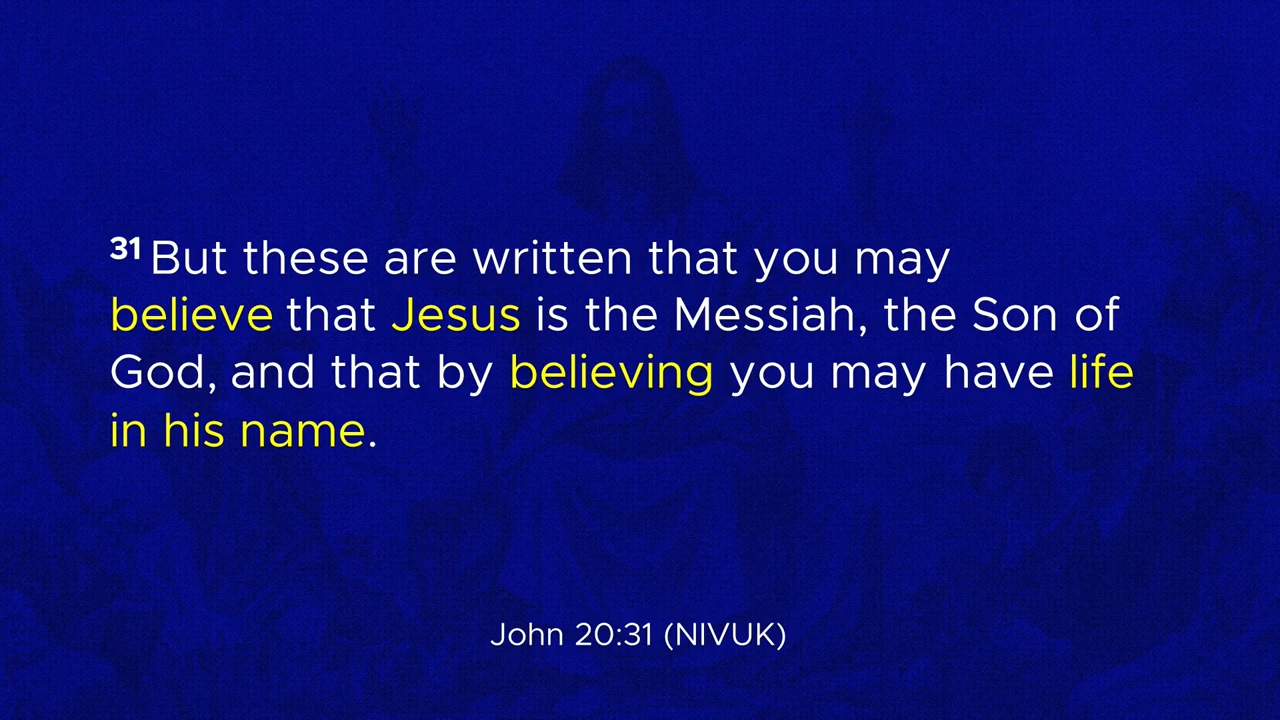 31 But these are written that you may
believe that Jesus is the Messiah, the Son of
God, and that by believing you may have life
in his name.
John 20:31 (NIVUK)